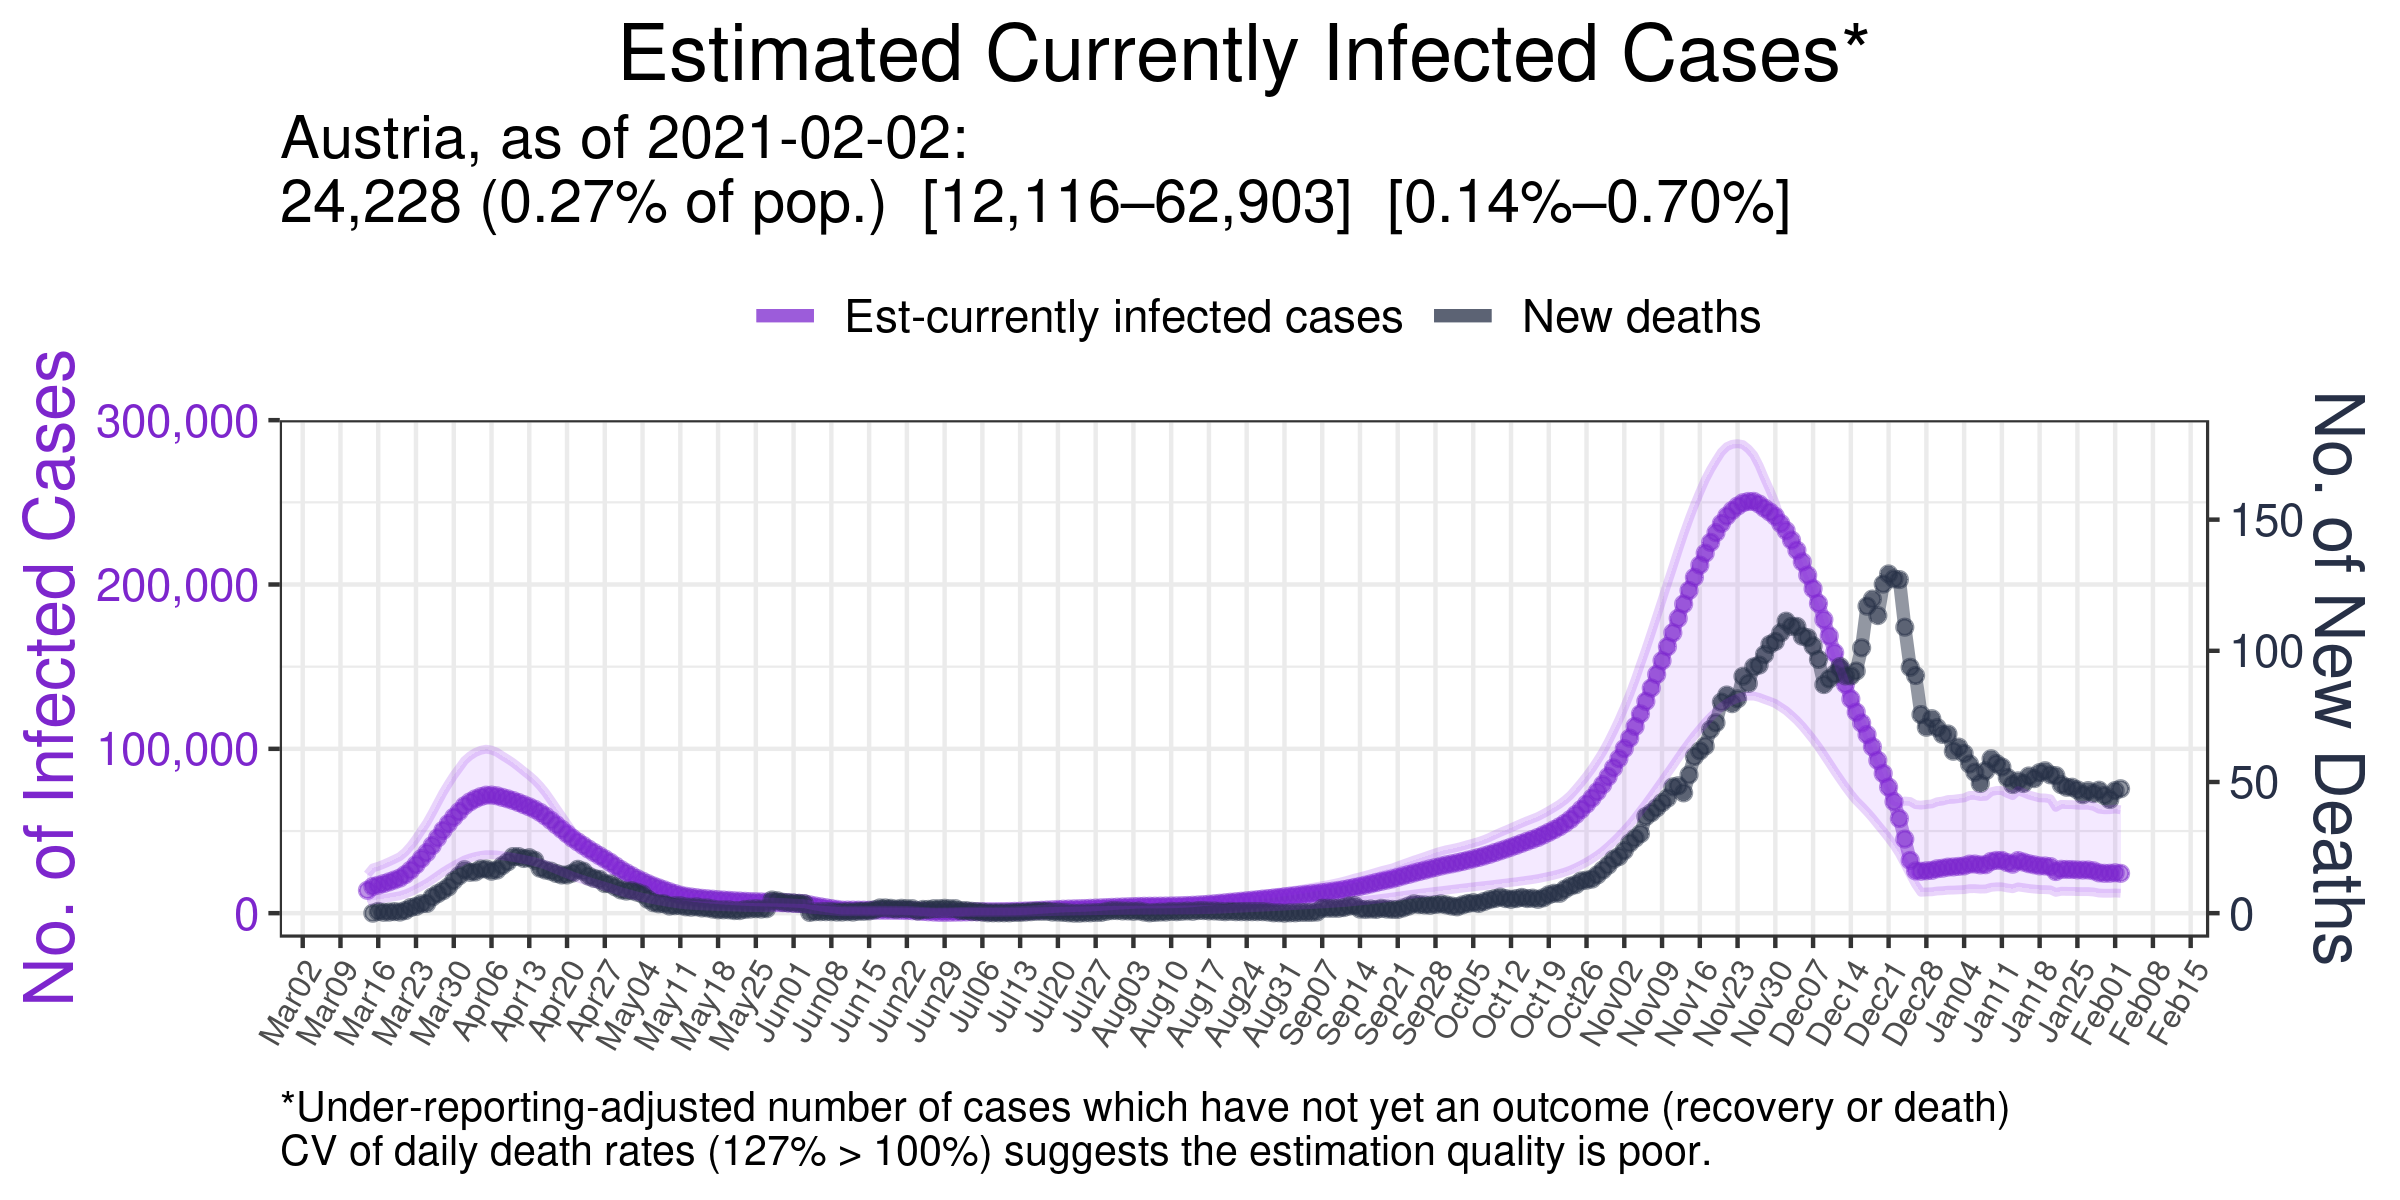 Estimated Currently Infected Cases*
Austria, as of 2021-02-02:
24,228 (0.27% of pop.) [12,116–62,903] [0.14%–0.70%]
Est-currently infected cases
New deaths
No. of Infected Cases
300,000
200,000
100,000
0
No. of New Deaths
150
100
50
0
Mar02
Mar09
Mar16
Mar23
Mar30
Apr06
Apr13
Apr20
Apr27
May04
May11
May18
May25
Jun01
Jun08
Jun15
Jun22
Jun29
Jul06
Jul13
Jul20
Jul27
Aug03
Aug10
Aug17
Aug24
Aug31
Sep07
Sep14
Sep21
Sep28
Oct05
Oct12
Oct19
Oct26
Nov02
Nov09
Nov16
Nov23
Nov30
Dec07
Dec14
Dec21
Dec28
Jan04
Jan11
Jan18
Jan25
Feb01
Feb08
Feb15
*Under-reporting-adjusted number of cases which have not yet an outcome (recovery or death)
CV of daily death rates (127% > 100%) suggests the estimation quality is poor.